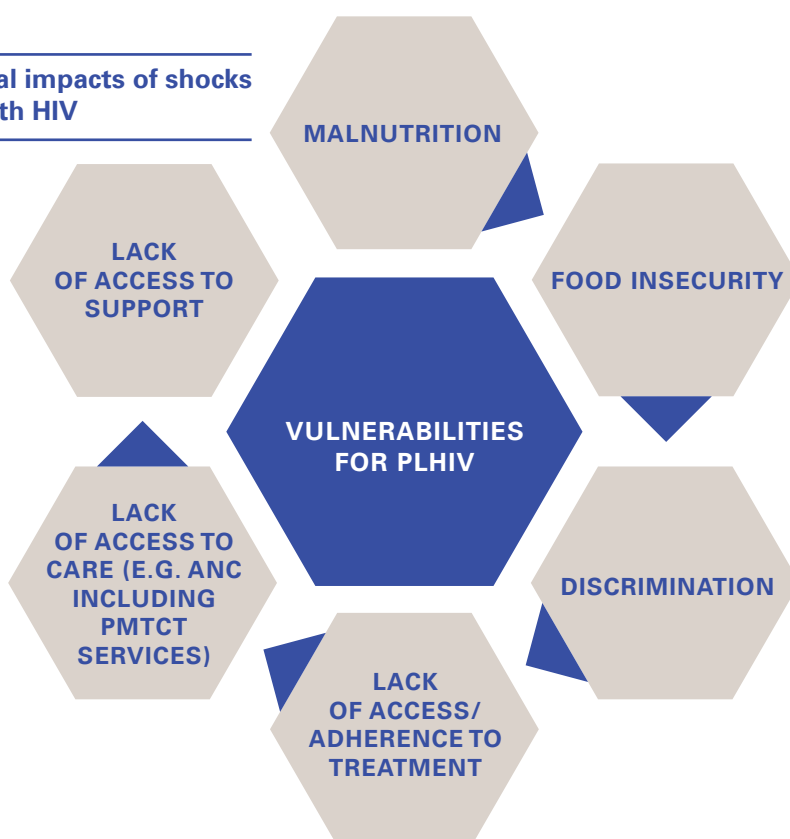 al impacts of shocks
th HIV
MALNUTRITION
FOOD INSECURITY
DISCRIMINATION
LACK
OF ACCESS/
ADHERENCE TO
TREATMENT
LACK
OF ACCESS TO
CARE (E.G. ANC
INCLUDING
PMTCT
SERVICES)
LACK
OF ACCESS TO
SUPPORT
VULNERABILITIES
FOR PLHIV